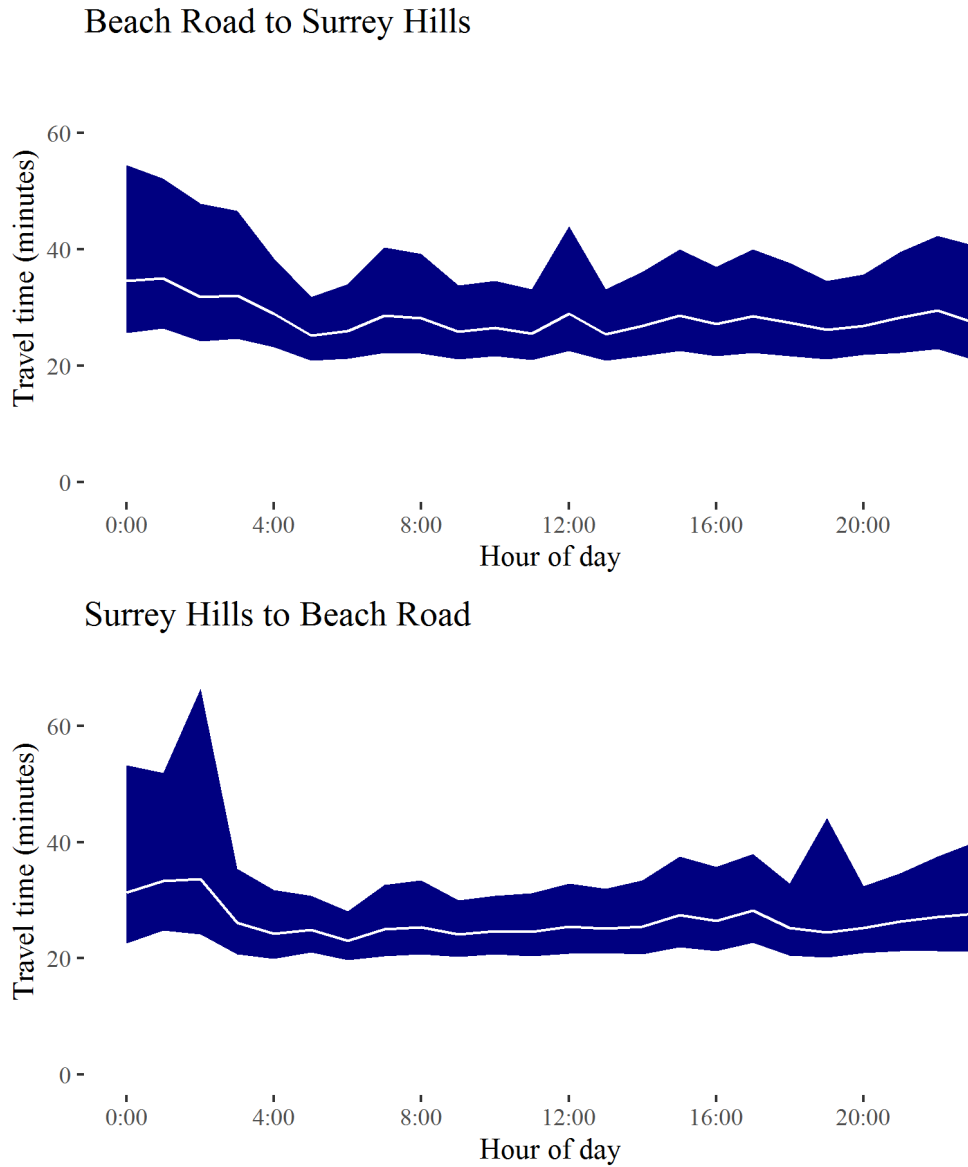 Beach Road to Surrey Hills
Travel time (minutes)
60
40
20
0
0:00 4:00 8:00 12:00 16:00 20:00
Hour of day
Surrey Hills to Beach Road
Travel time (minutes)
60
40
20
0
0:00 4:00 8:00 12:00 16:00 20:00
Hour of day